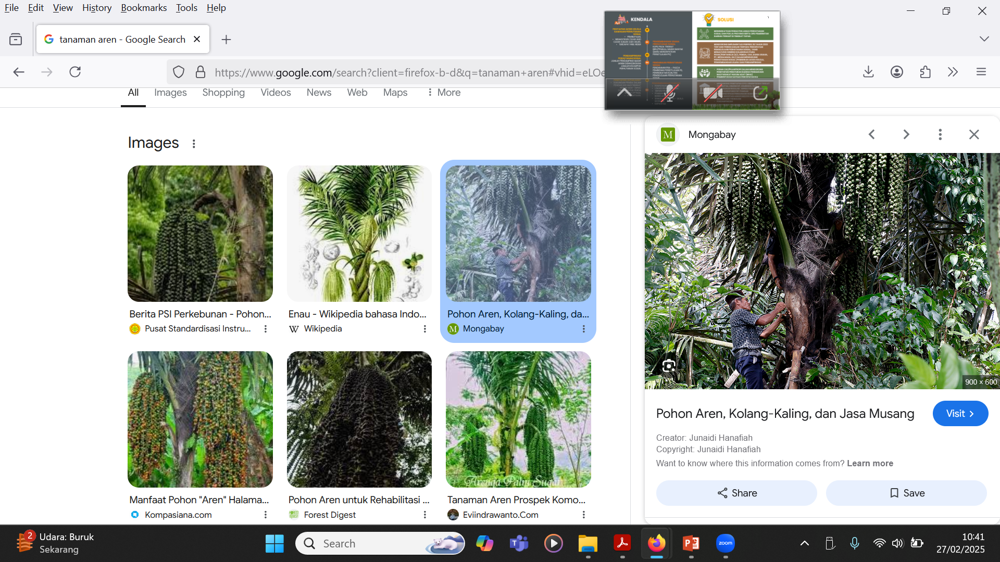 File Edit View History Bookmarks Tools Help
tanaman aren - Google Search
https://www.google.com/search?client=firefox-b-d&q=tanaman+aren#vhid=eLOe
KENDALA
SOLUSI
All Images Shopping Videos News Web Maps More
Images
Berita PSI Perkebunan - Pohon...
Pusat Standardisasi Instru...
Enau - Wikipedia bahasa Indo...
W Wikipedia
Pohon Aren, Kolang-Kaling, da...
M Mongabay
Manfaat Pohon "Aren" Halama...
Kompasiana.com
Pohon Aren untuk Rehabilitasi ...
Forest Digest
Arenga Palm Sugar
Tanaman Aren Prospek Komo...
Eviindrawanto.Com
M Mongabay
900 × 600
Pohon Aren, Kolang-Kaling, dan Jasa Musang
Visit
Creator: Junaidi Hanafiah
Copyright: Junaidi Hanafiah
Want to know where this information comes from? Learn more
Share
Save
2
Udara: Buruk
Sekarang
Search
zoom
10:41
27/02/2025